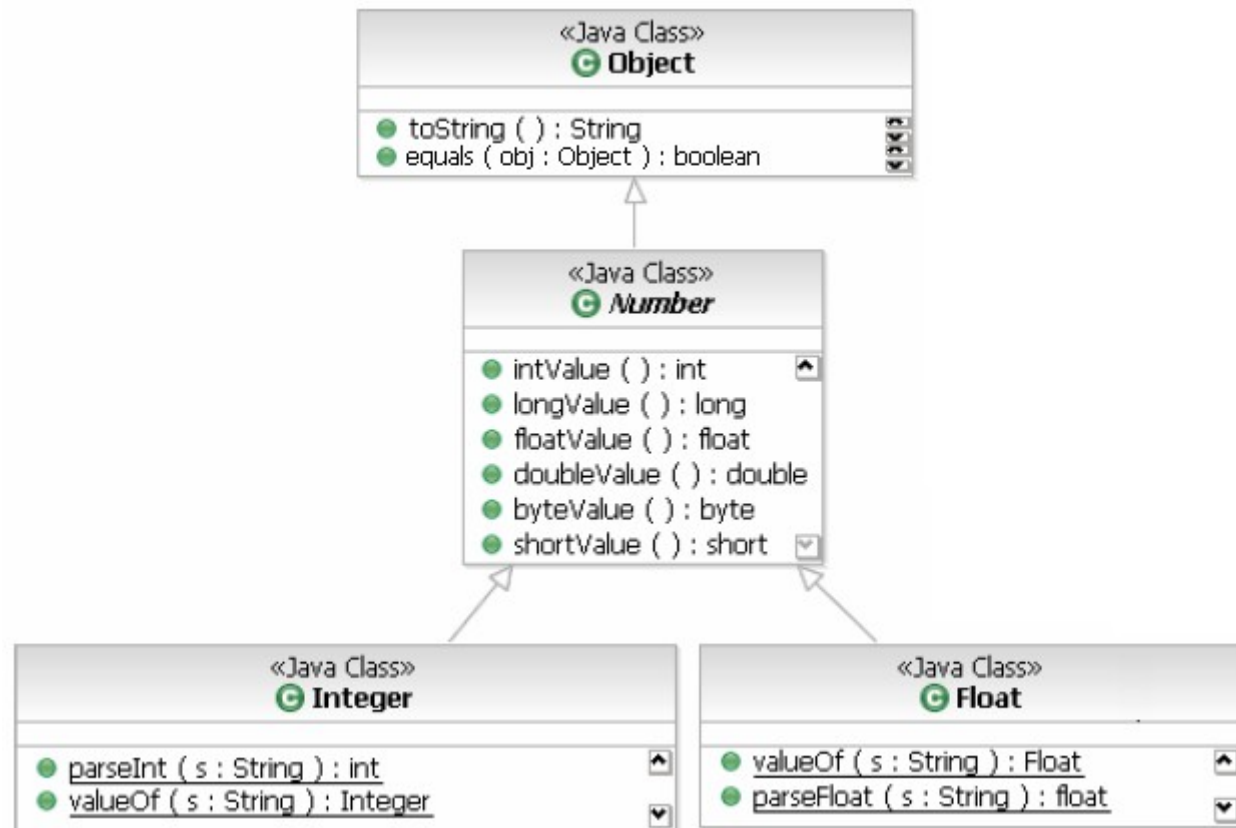 «Java Class»
Object
toString ( ) : String
equals ( obj : Object ) : boolean
«Java Class»
Number
intValue ( ) : int
longValue ( ) : long
floatValue ( ) : float
doubleValue ( ) : double
byteValue ( ) : byte
shortValue ( ) : short
«Java Class»
Integer
parseInt ( s : String ) : int
valueOf ( s : String ) : Integer
«Java Class»
Float
valueOf ( s : String ) : Float
parseFloat ( s : String ) : float